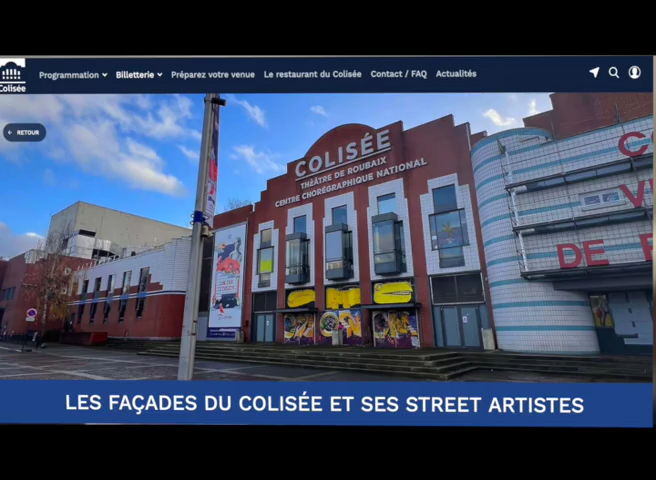 Colisée
Programmation Billetterie Préparez votre venue Le restaurant du Colisée Contact / FAQ Actualités
← RETOUR
COLISÉE
THÉÂTRE DE ROUBAIX
CENTRE CHORÉGRAPHIQUE NATIONAL
DE
LES FAÇADES DU COLISÉE ET SES STREET ARTISTES